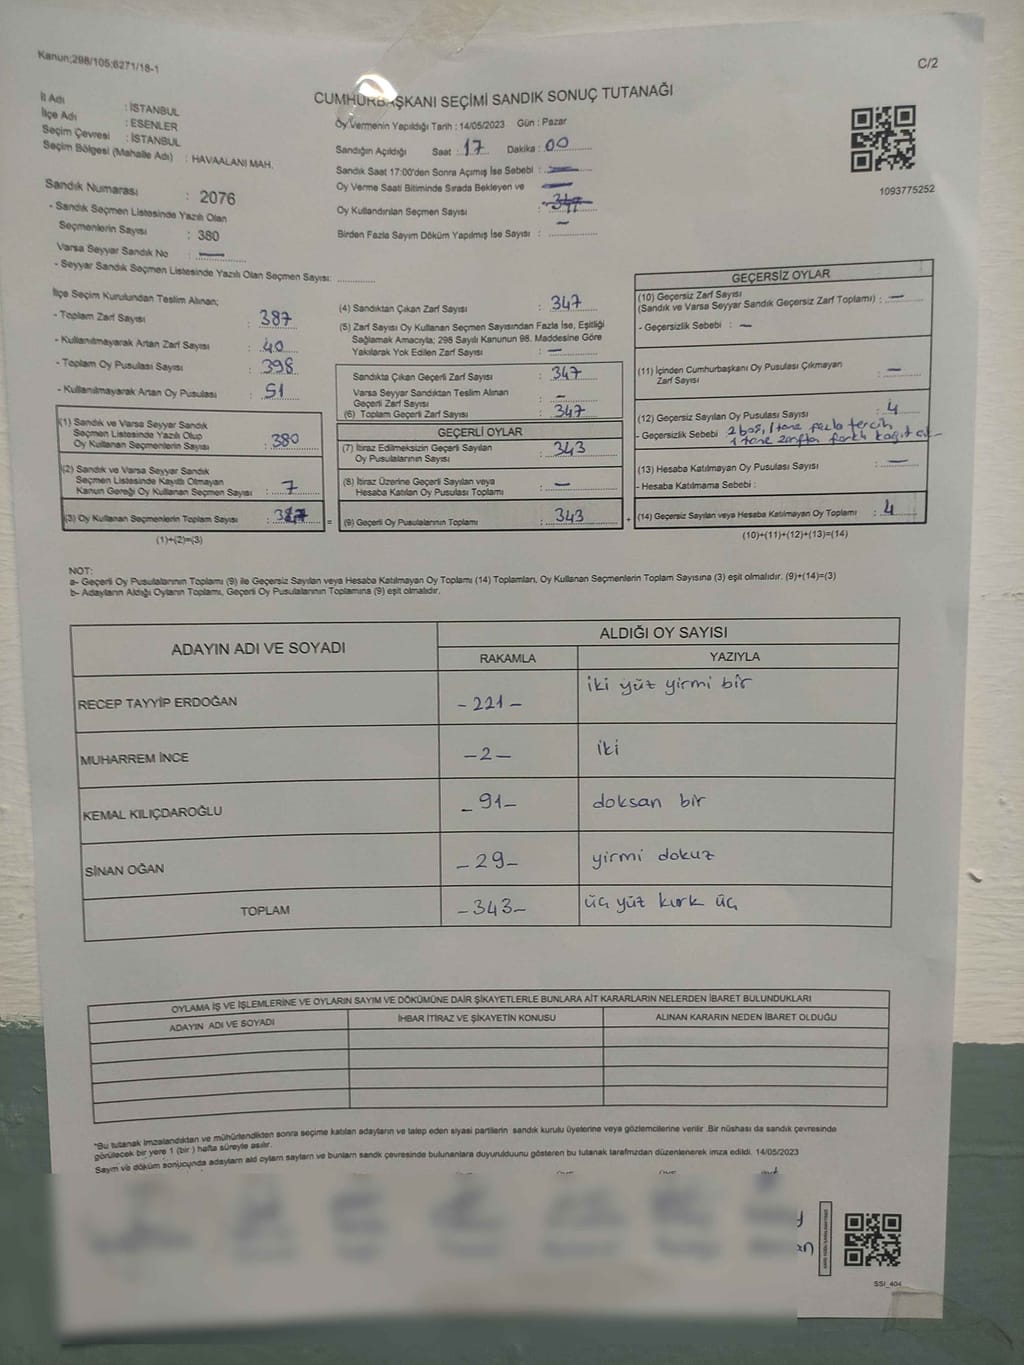 Kanun;298/105;6271/18-1
C/2
CUMHURBAŞKANI SEÇİMİ SANDIK SONUÇ TUTANAĞI
İl Adı : İSTANBUL
İlçe Adı : ESENLER
Seçim Çevresi : İSTANBUL
Seçim Bölgesi (Mahalle Adı) : HAVAALANI MAH.
Sandık Numarası : 2076
- Sandık Seçmen Listesinde Yazılı Olan
Seçmenlerin Sayısı : 380
Varsa Seyyar Sandık No : —
- Seyyar Sandık Seçmen Listesinde Yazılı Olan Seçmen Sayısı: ..............
Oy Vermenin Yapıldığı Tarih : 14/05/2023 Gün : Pazar
Sandığın Açıldığı Saat : 17 Dakika : 00
Sandık Saat 17:00'den Sonra Açımış İse Sebebi : —
Oy Verme Saati Bitiminde Sırada Bekleyen ve —
Oy Kullandırılan Seçmen Sayısı : 347
Birden Fazla Sayım Döküm Yapılmış İse Sayısı : —
1093775252
İlçe Seçim Kurulundan Teslim Alınan;
- Toplam Zarf Sayısı : 387
- Kullanılmayarak Artan Zarf Sayısı : 40
- Toplam Oy Pusulası Sayısı : 398
- Kullanılmayarak Artan Oy Pusulası : 51
(1) Sandık ve Varsa Seyyar Sandık
Seçmen Listesinde Yazılı Olup
Oy Kullanan Seçmenlerin Sayısı : 380
(2) Sandık ve Varsa Seyyar Sandık
Seçmen Listesinde Kayıtlı Olmayan
Kanun Gereği Oy Kullanan Seçmen Sayısı : 7
(3) Oy Kullanan Seçmenlerin Toplam Sayısı : 387 =
(1)+(2)=(3)
(4) Sandıktan Çıkan Zarf Sayısı : 347
(5) Zarf Sayısı Oy Kullanan Seçmen Sayısından Fazla İse, Eşitliği
Sağlamak Amacıyla; 298 Sayılı Kanunun 98. Maddesine Göre
Yakılarak Yok Edilen Zarf Sayısı : —
Sandıkta Çıkan Geçerli Zarf Sayısı : 347
Varsa Seyyar Sandıktan Teslim Alınan
Geçerli Zarf Sayısı : —
(6) Toplam Geçerli Zarf Sayısı : 347
GEÇERLİ OYLAR
(7) İtiraz Edilmeksizin Geçerli Sayılan
Oy Pusulalarının Sayısı : 343
(8) İtiraz Üzerine Geçerli Sayılan veya
Hesaba Katılan Oy Pusulası Toplamı : —
(9) Geçerli Oy Pusulalarının Toplamı : 343 +
GEÇERSİZ OYLAR
(10) Geçersiz Zarf Sayısı
(Sandık ve Varsa Seyyar Sandık Geçersiz Zarf Toplamı) : —
- Geçersizlik Sebebi : —
(11) İçinden Cumhurbaşkanı Oy Pusulası Çıkmayan
Zarf Sayısı : —
(12) Geçersiz Sayılan Oy Pusulası Sayısı : 4
- Geçersizlik Sebebi 2 boş, 1 tane fazla tercih
1 tane zarftan farklı kağıt
(13) Hesaba Katılmayan Oy Pusulası Sayısı : —
- Hesaba Katılmama Sebebi :
(14) Geçersiz Sayılan veya Hesaba Katılmayan Oy Toplamı : 4
(10)+(11)+(12)+(13)=(14)
NOT:
a- Geçerli Oy Pusulalarının Toplamı (9) ile Geçersiz Sayılan veya Hesaba Katılmayan Oy Toplamı (14) Toplamları, Oy Kullanan Seçmenlerin Toplam Sayısına (3) eşit olmalıdır. (9)+(14)=(3)
b- Adayların Aldığı Oyların Toplamı, Geçerli Oy Pusulalarının Toplamına (9) eşit olmalıdır.
ADAYIN ADI VE SOYADI
ALDIĞI OY SAYISI
RAKAMLA YAZIYLA
RECEP TAYYİP ERDOĞAN -221- iki yüz yirmi bir
MUHARREM İNCE -2- iki
KEMAL KILIÇDAROĞLU -91- doksan bir
SİNAN OĞAN -29- yirmi dokuz
TOPLAM -343- üç yüz kırk üç
OYLAMA İŞ VE İŞLEMLERİNE VE OYLARIN SAYIM VE DÖKÜMÜNE DAİR ŞİKAYETLERLE BUNLARA AİT KARARLARIN NELERDEN İBARET BULUNDUKLARI
ADAYIN ADI VE SOYADI İHBAR İTİRAZ VE ŞİKAYETİN KONUSU ALINAN KARARIN NEDEN İBARET OLDUĞU
*Bu tutanak imzalandıktan ve mühürlendikten sonra seçime katılan adayların ve talep eden siyasi partilerin sandık kurulu üyelerine veya gözlemcilerine verilir .Bir nüshası da sandık çevresinde
görülecek bir yere 1 (bir ) hafta süreyle asılır.
Sayım ve döküm sonucunda adayların ald oyların sayıları ve bunların sandık çevresinde bulunanlara duyurulduunu gösteren bu tutanak tarafmzdan düzenlenerek imza edildi. 14/05/2023
SSI_404